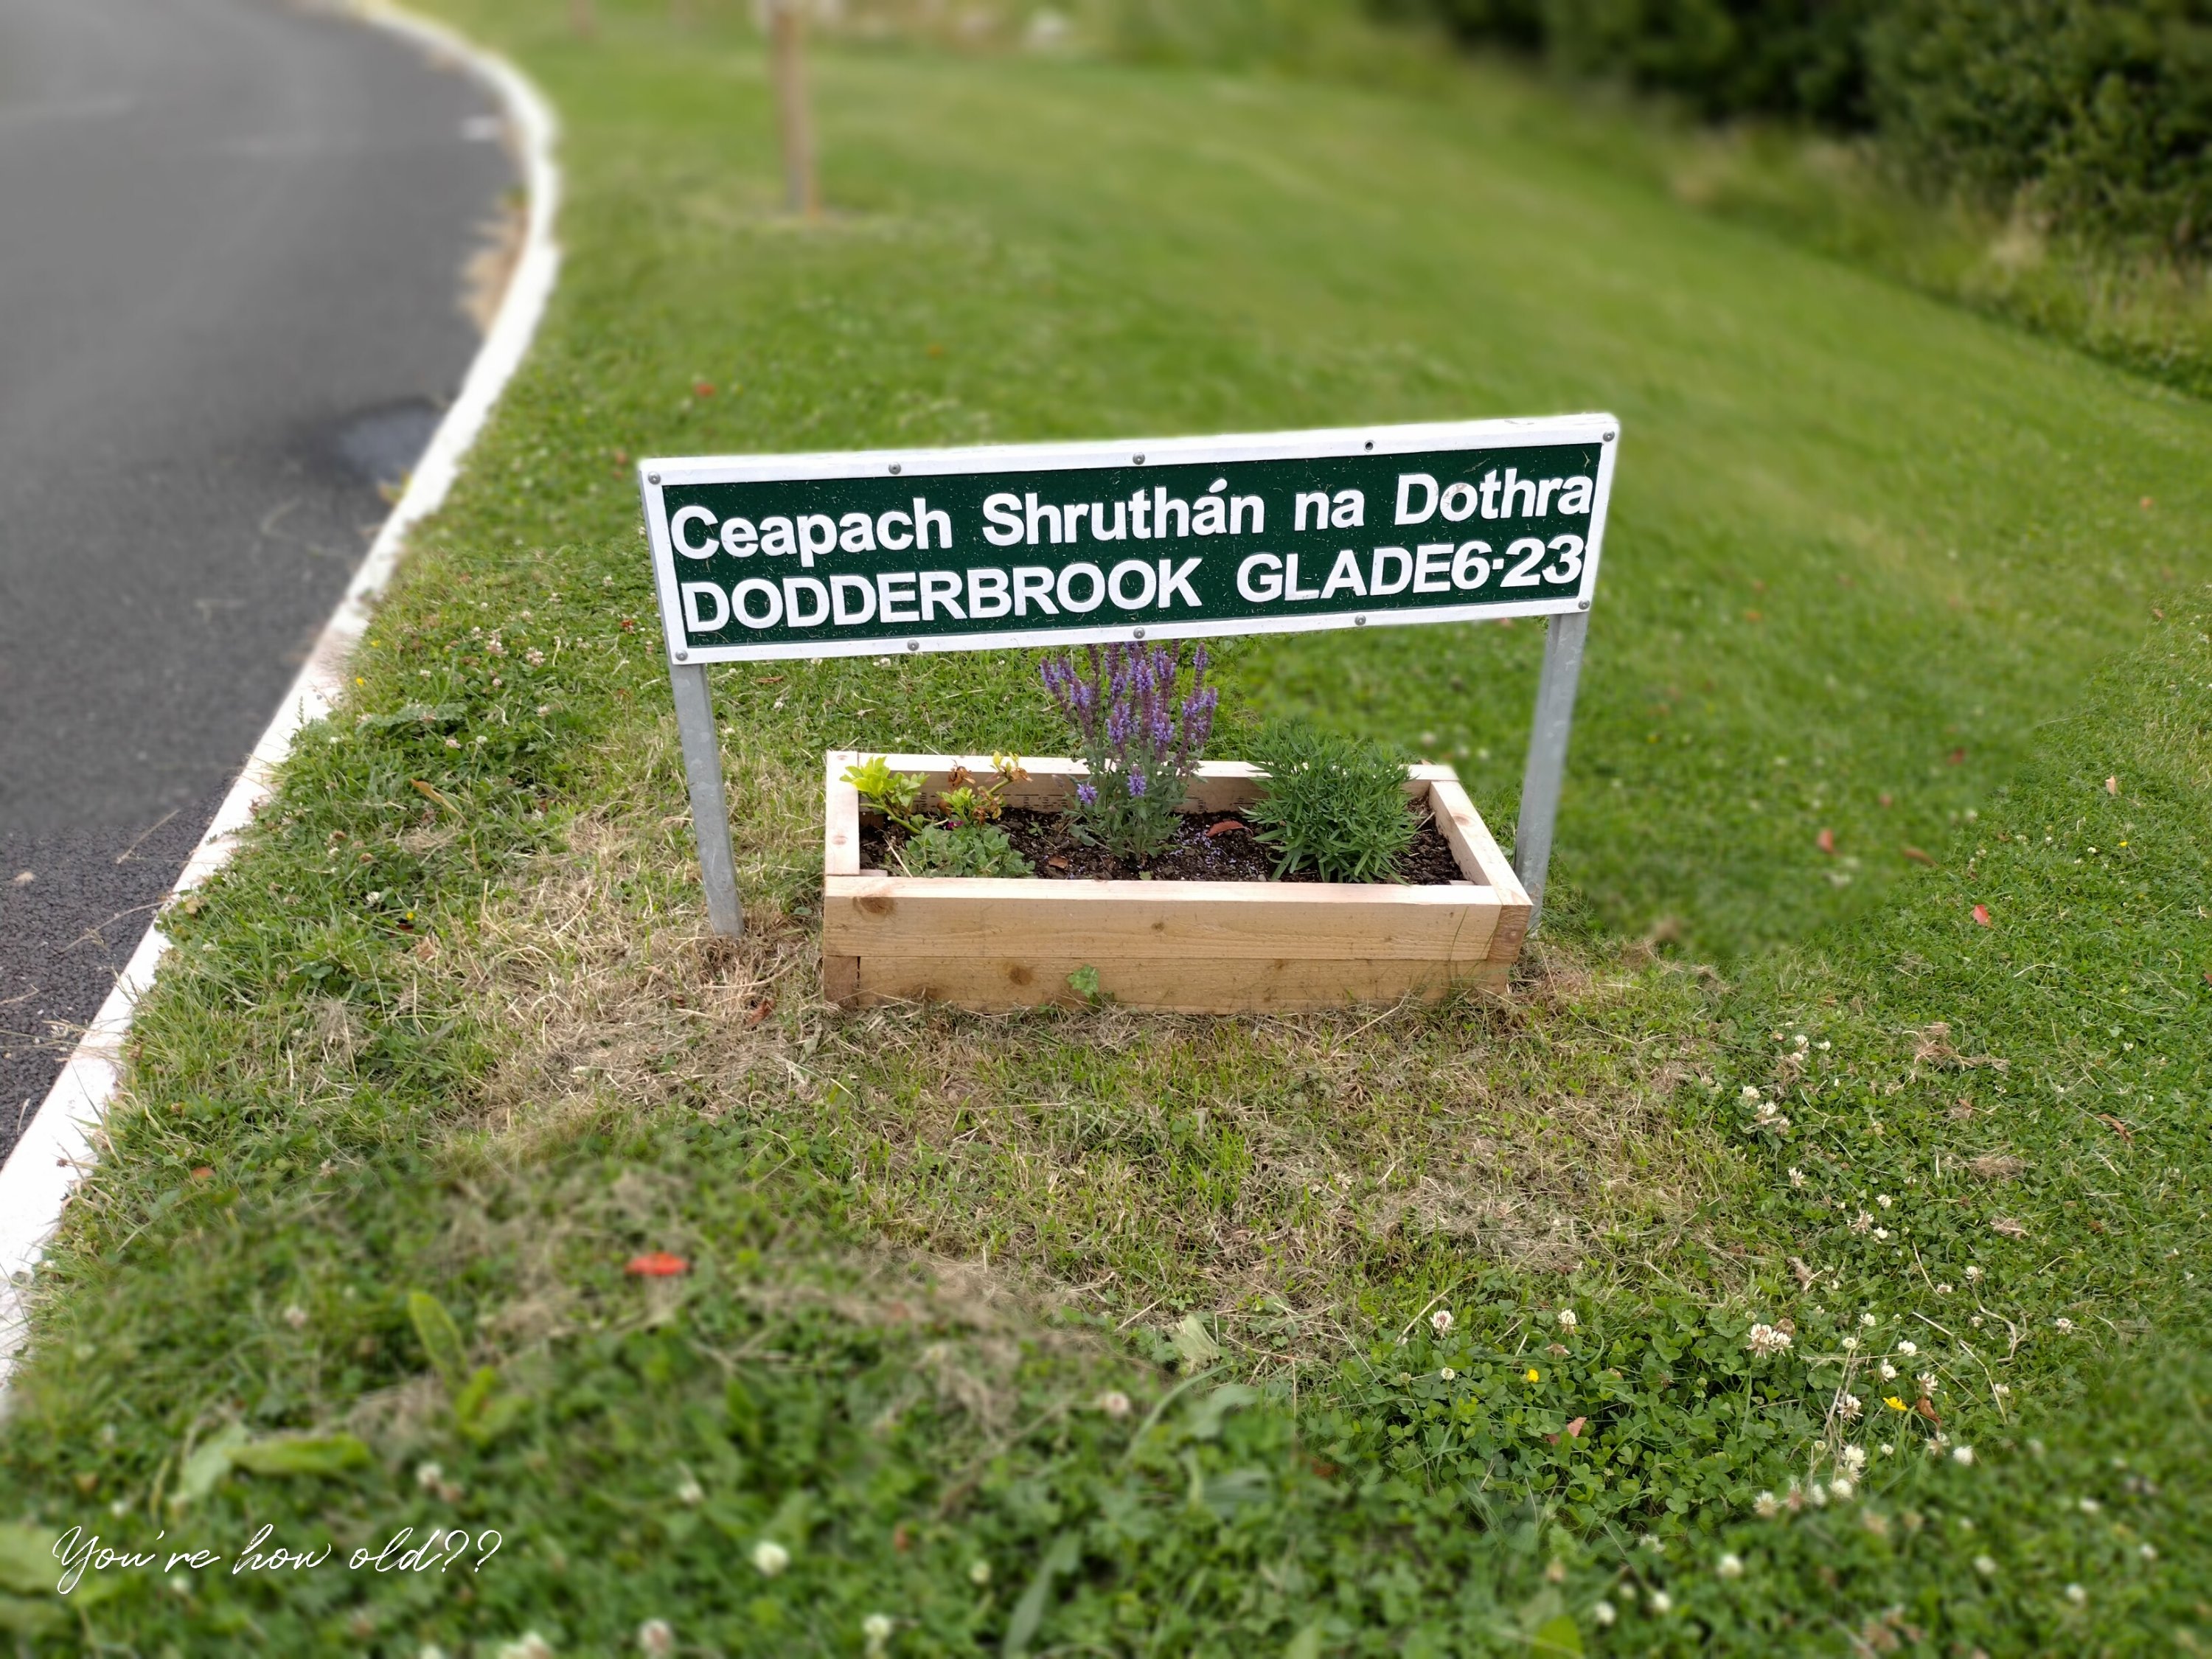 Ceapach Shruthán na Dothra
DODDERBROOK GLADE6·23
You're how old??